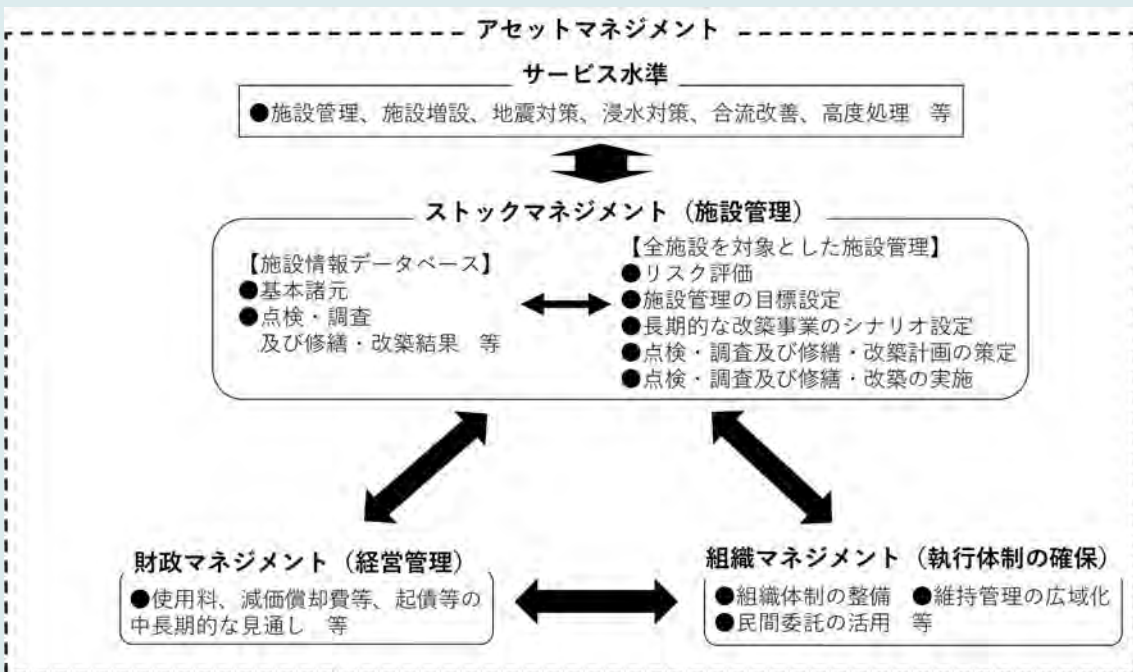 アセットマネジメント
サービス水準
●施設管理、施設増設、地震対策、浸水対策、合流改善、高度処理　等
ストックマネジメント（施設管理）
【施設情報データベース】
●基本諸元
●点検・調査
及び修繕・改築結果　等
【全施設を対象とした施設管理】
●リスク評価
●施設管理の目標設定
●長期的な改築事業のシナリオ設定
●点検・調査及び修繕・改築計画の策定
●点検・調査及び修繕・改築の実施
財政マネジメント（経営管理）
●使用料、減価償却費等、起債等の
中長期的な見通し　等
組織マネジメント（執行体制の確保）
●組織体制の整備　●維持管理の広域化
●民間委託の活用　等